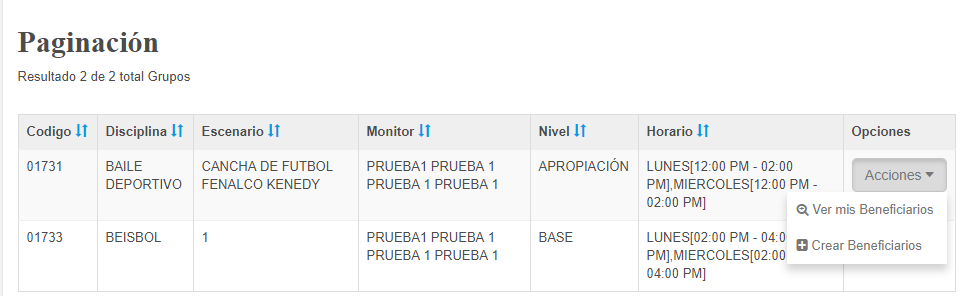 Paginación
Resultado 2 de 2 total Grupos
Codigo Disciplina Escenario Monitor Nivel Horario Opciones
01731 BAILE DEPORTIVO CANCHA DE FUTBOL FENALCO KENEDY PRUEBA1 PRUEBA 1 PRUEBA 1 PRUEBA 1 APROPIACIÓN LUNES[12:00 PM - 02:00 PM],MIERCOLES[12:00 PM - 02:00 PM] Acciones
Ver mis Beneficiarios
Crear Beneficiarios
01733 BEISBOL 1 PRUEBA1 PRUEBA 1 PRUEBA 1 PRUEBA 1 BASE LUNES[02:00 PM - 04:0 PM],MIERCOLES[02:00 04:00 PM]